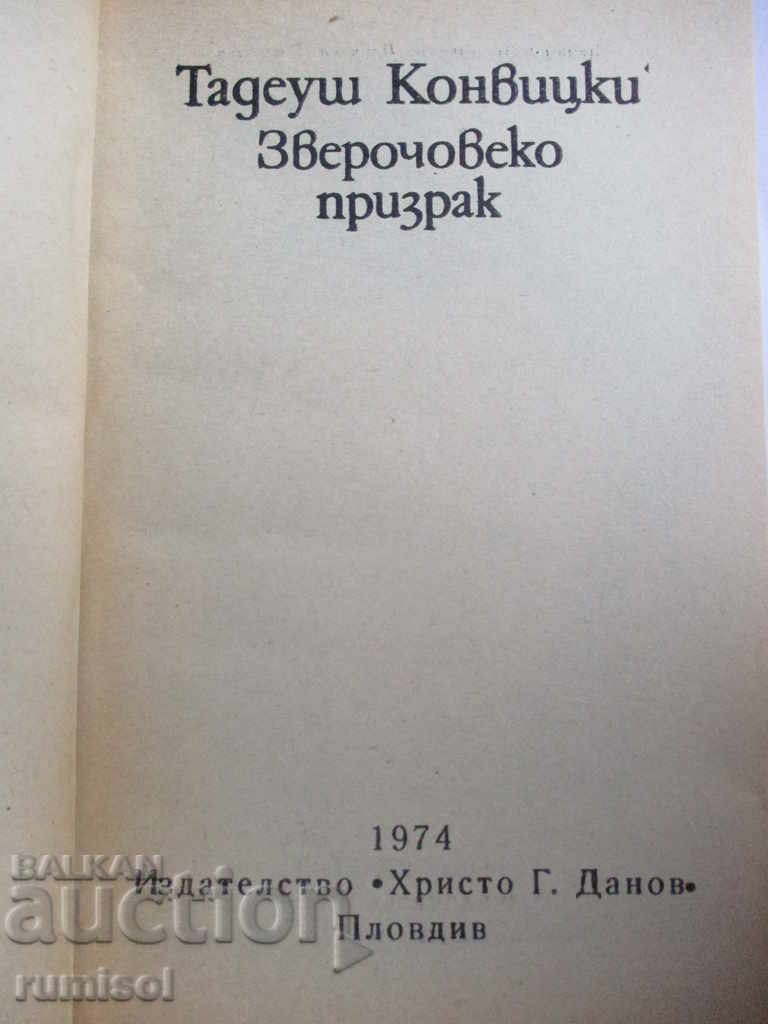 Тадеуш Конвицки
Зверочовеко
призрак
1974
Издателство •Христо Г. Данов•
Пловдив
BALKAN
auction
rumisol